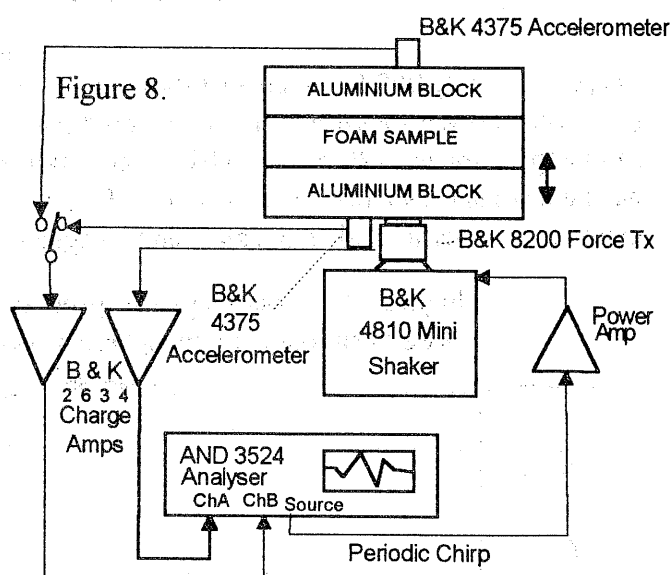 B&K 4375 Accelerometer
Figure 8.
ALUMINIUM BLOCK
FOAM SAMPLE
ALUMINIUM BLOCK
B&K 8200 Force Tx
B&K
4375
Accelerometer
B&K
4810 Mini
Shaker
Power
Amp
B & K
2 6 3 4
Charge
Amps
AND 3524
Analyser
ChA ChB Source
Periodic Chirp